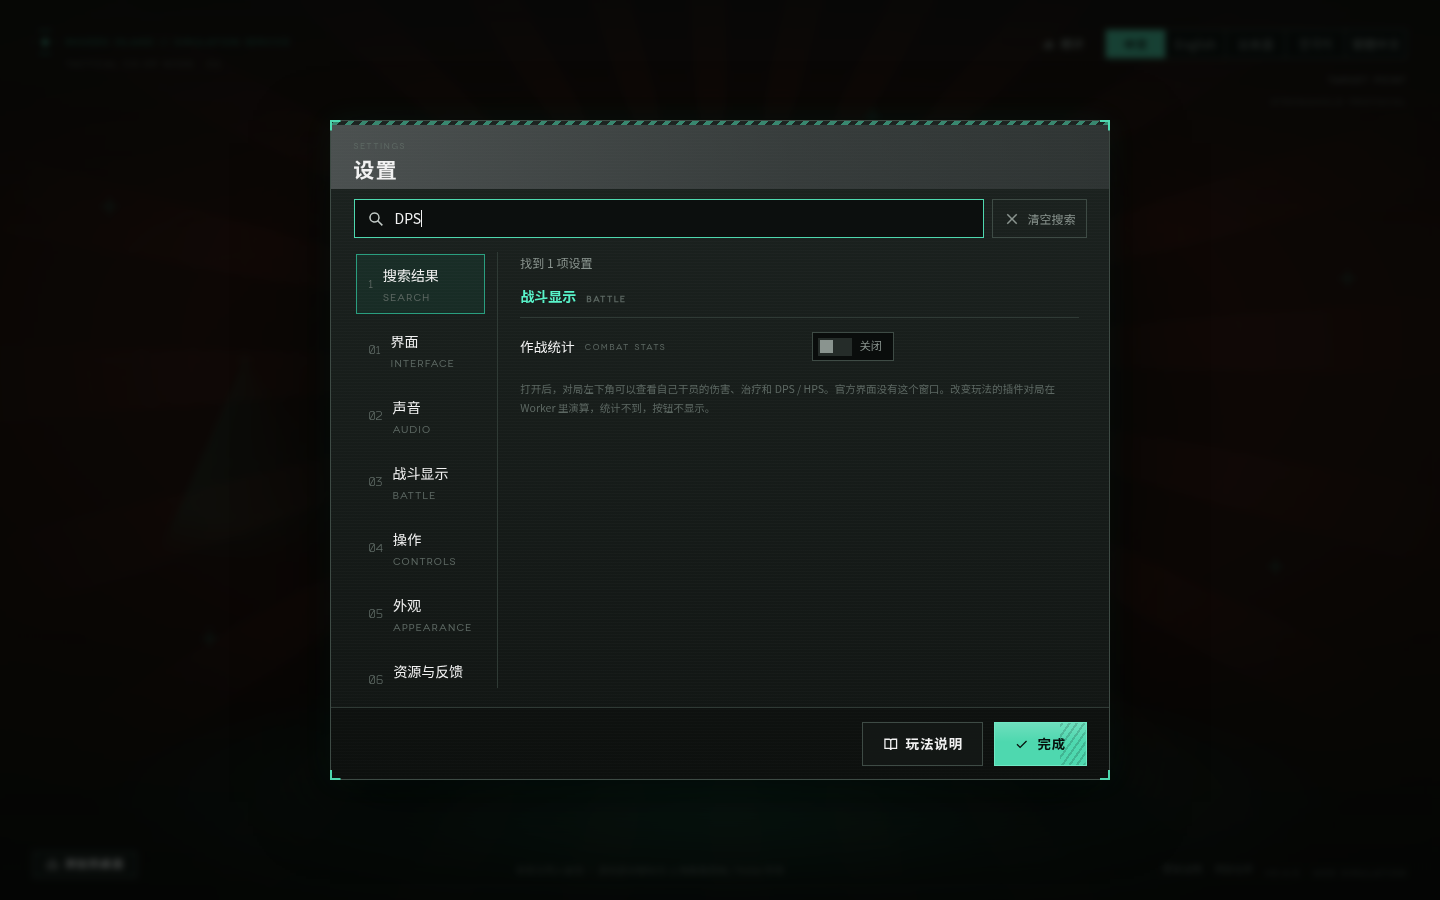 SETTINGS
设置
DPS
清空搜索
1
搜索结果
SEARCH
01
界面
INTERFACE
02
声音
AUDIO
03
战斗显示
BATTLE
04
操作
CONTROLS
05
外观
APPEARANCE
06
资源与反馈
找到 1 项设置
战斗显示 BATTLE
作战统计 COMBAT STATS
关闭
打开后，对局左下角可以查看自己干员的伤害、治疗和 DPS / HPS。官方界面没有这个窗口。改变玩法的插件对局在
Worker 里演算，统计不到，按钮不显示。
玩法说明
完成